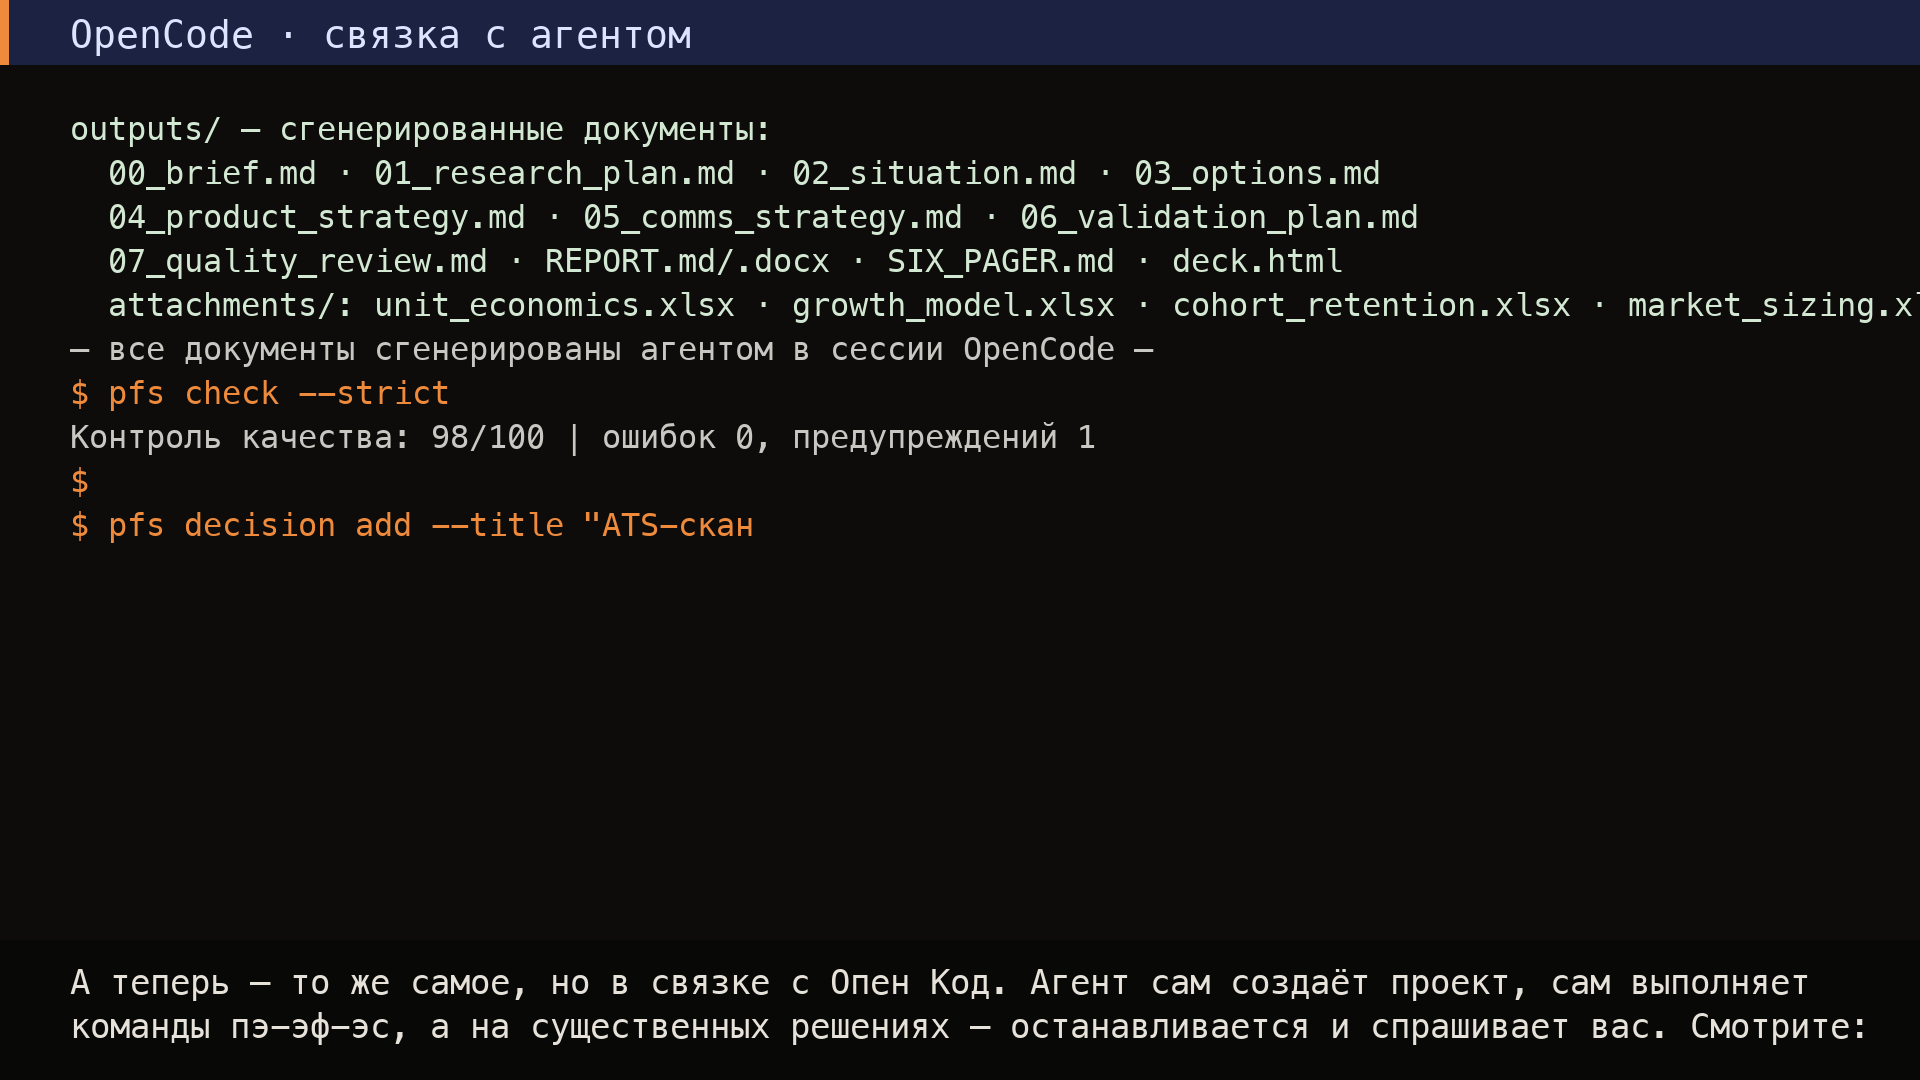 OpenCode · связка с агентом
outputs/ — сгенерированные документы:
00_brief.md · 01_research_plan.md · 02_situation.md · 03_options.md
04_product_strategy.md · 05_comms_strategy.md · 06_validation_plan.md
07_quality_review.md · REPORT.md/.docx · SIX_PAGER.md · deck.html
attachments/: unit_economics.xlsx · growth_model.xlsx · cohort_retention.xlsx · market_sizing.xl
— все документы сгенерированы агентом в сессии OpenCode —
$ pfs check --strict
Контроль качества: 98/100 | ошибок 0, предупреждений 1
$
$ pfs decision add --title "ATS-скан
А теперь — то же самое, но в связке с Опен Код. Агент сам создаёт проект, сам выполняет
команды пэ-эф-эс, а на существенных решениях — останавливается и спрашивает вас. Смотрите: